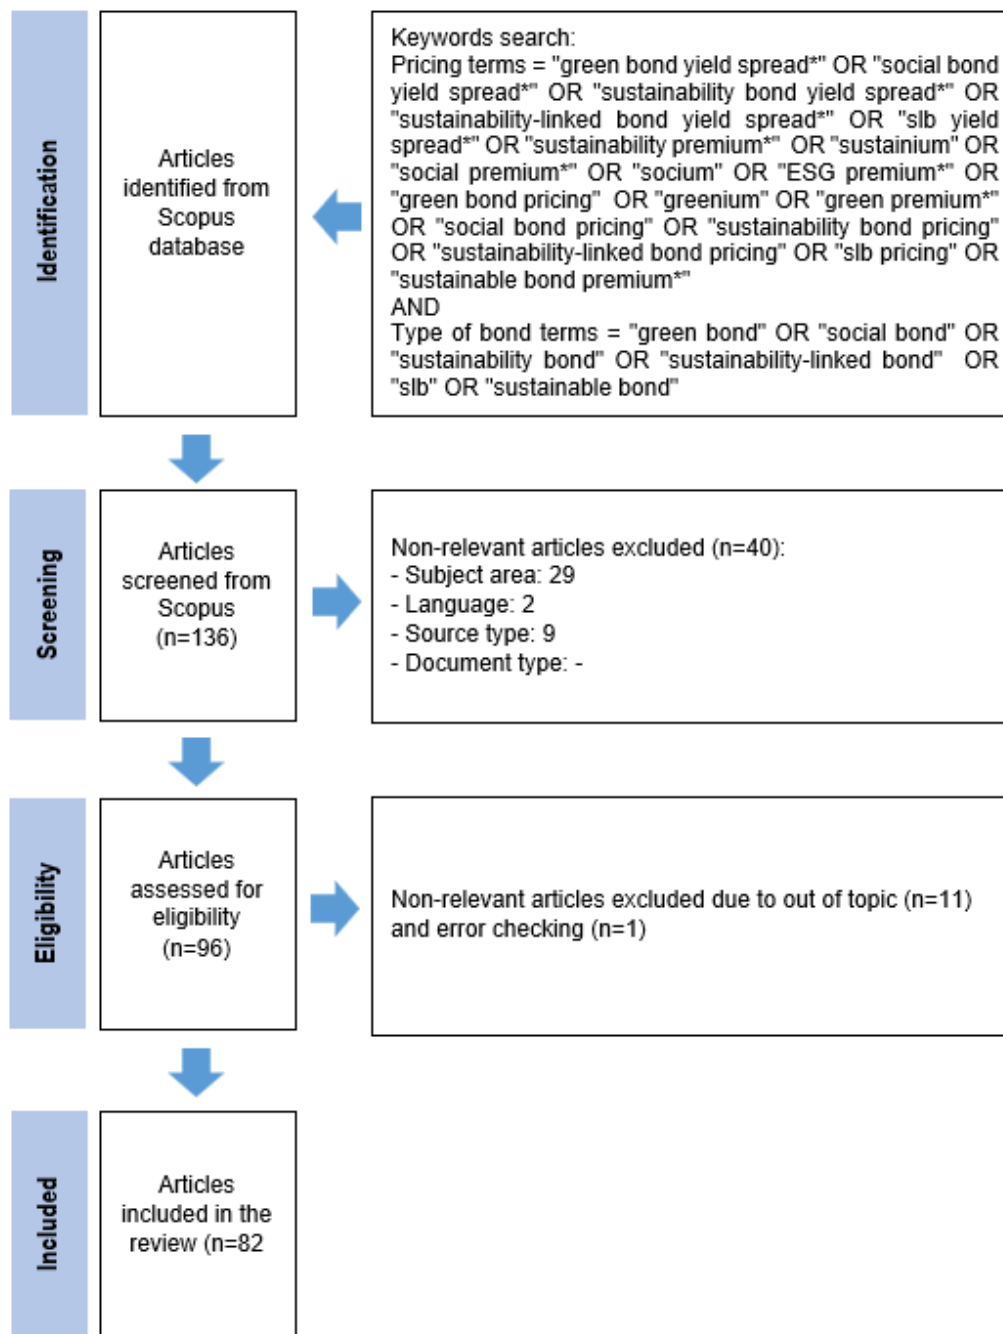 Identification
Articles
identified from
Scopus
database
Keywords search:
Pricing terms = "green bond yield spread*" OR "social bond
yield spread*" OR "sustainability bond yield spread*" OR
"sustainability-linked bond yield spread*" OR "slb yield
spread*" OR "sustainability premium*" OR "sustainium" OR
"social premium*" OR "socium" OR "ESG premium*" OR
"green bond pricing" OR "greenium" OR "green premium*"
OR "social bond pricing" OR "sustainability bond pricing"
OR "sustainability-linked bond pricing" OR "slb pricing" OR
"sustainable bond premium*"
AND
Type of bond terms = "green bond" OR "social bond" OR
"sustainability bond" OR "sustainability-linked bond" OR
"slb" OR "sustainable bond"
Screening
Articles
screened from
Scopus
(n=136)
Non-relevant articles excluded (n=40):
- Subject area: 29
- Language: 2
- Source type: 9
- Document type: -
Eligibility
Articles
assessed for
eligibility
(n=96)
Non-relevant articles excluded due to out of topic (n=11)
and error checking (n=1)
Included
Articles
included in the
review (n=82